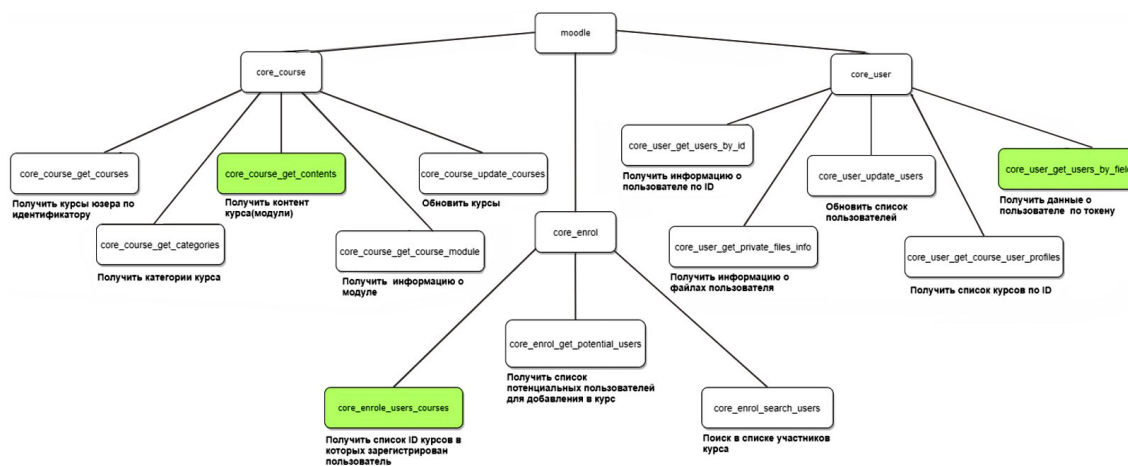 moodle
core_course
core_user
core_course_get_courses
Получить курсы юзера по
идентификатору
core_course_get_contents
Получить контент
курса(модули)
core_course_update_courses
Обновить курсы
core_course_get_categories
Получить категории курса
core_course_get_course_module
Получить информацию о
модуле
core_user_get_users_by_id
Получить информацию о
пользователе по ID
core_user_update_users
Обновить список
пользователей
core_user_get_users_by_field
Получить данные о
пользователе по токену
core_user_get_private_files_info
Получить информацию о
файлах пользователя
core_user_get_course_user_profiles
Получить список курсов по ID
core_enrol
core_enrol_get_potential_users
Получить список
потенциальных пользователей
для добавления в курс
core_enrole_users_courses
Получить список ID курсов в
которых зарегистрирован
пользователь
core_enrol_search_users
Поиск в списке участников
курса